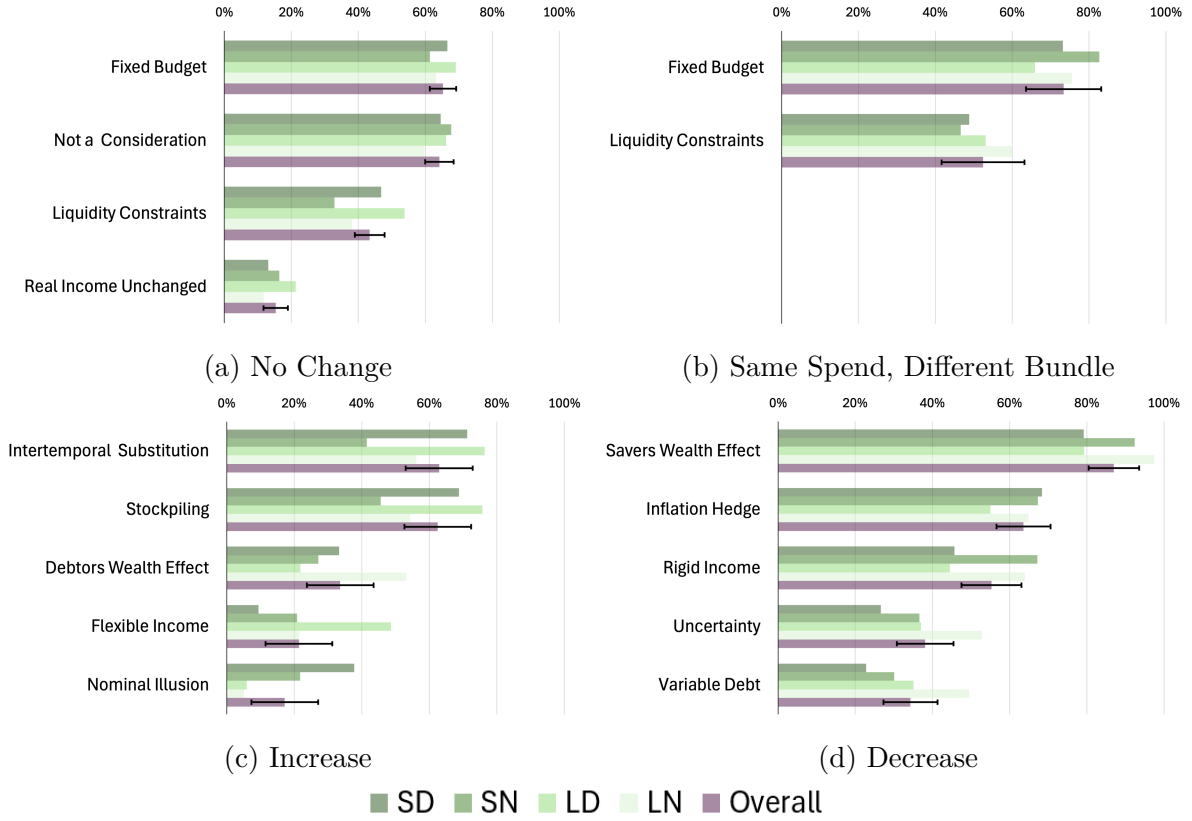 0% 20% 40% 60% 80% 100%
Fixed Budget
Not a Consideration
Liquidity Constraints
Real Income Unchanged
(a) No Change
0% 20% 40% 60% 80% 100%
Fixed Budget
Liquidity Constraints
(b) Same Spend, Different Bundle
0% 20% 40% 60% 80% 100%
Intertemporal Substitution
Stockpiling
Debtors Wealth Effect
Flexible Income
Nominal Illusion
(c) Increase
0% 20% 40% 60% 80% 100%
Savers Wealth Effect
Inflation Hedge
Rigid Income
Uncertainty
Variable Debt
(d) Decrease
SD SN LD LN Overall